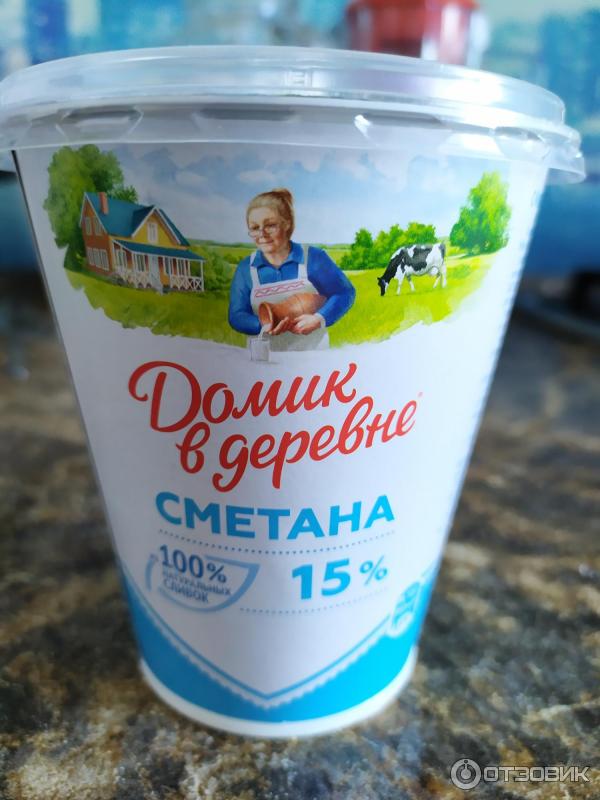 Домик
в деревне
СМЕТАНА
100%
НАТУРАЛЬНЫХ
СЛИВОК
15%
ОТЗОВИК